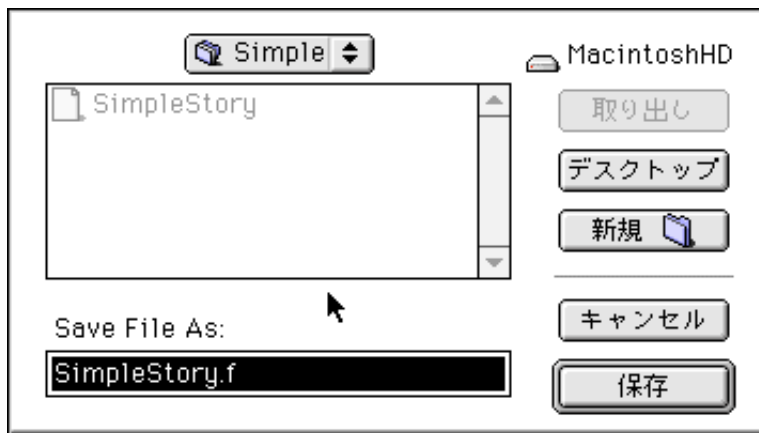 Simple
MacintoshHD
SimpleStory
取り出し
デスクトップ
新規
キャンセル
Save File As:
SimpleStory.f
保存